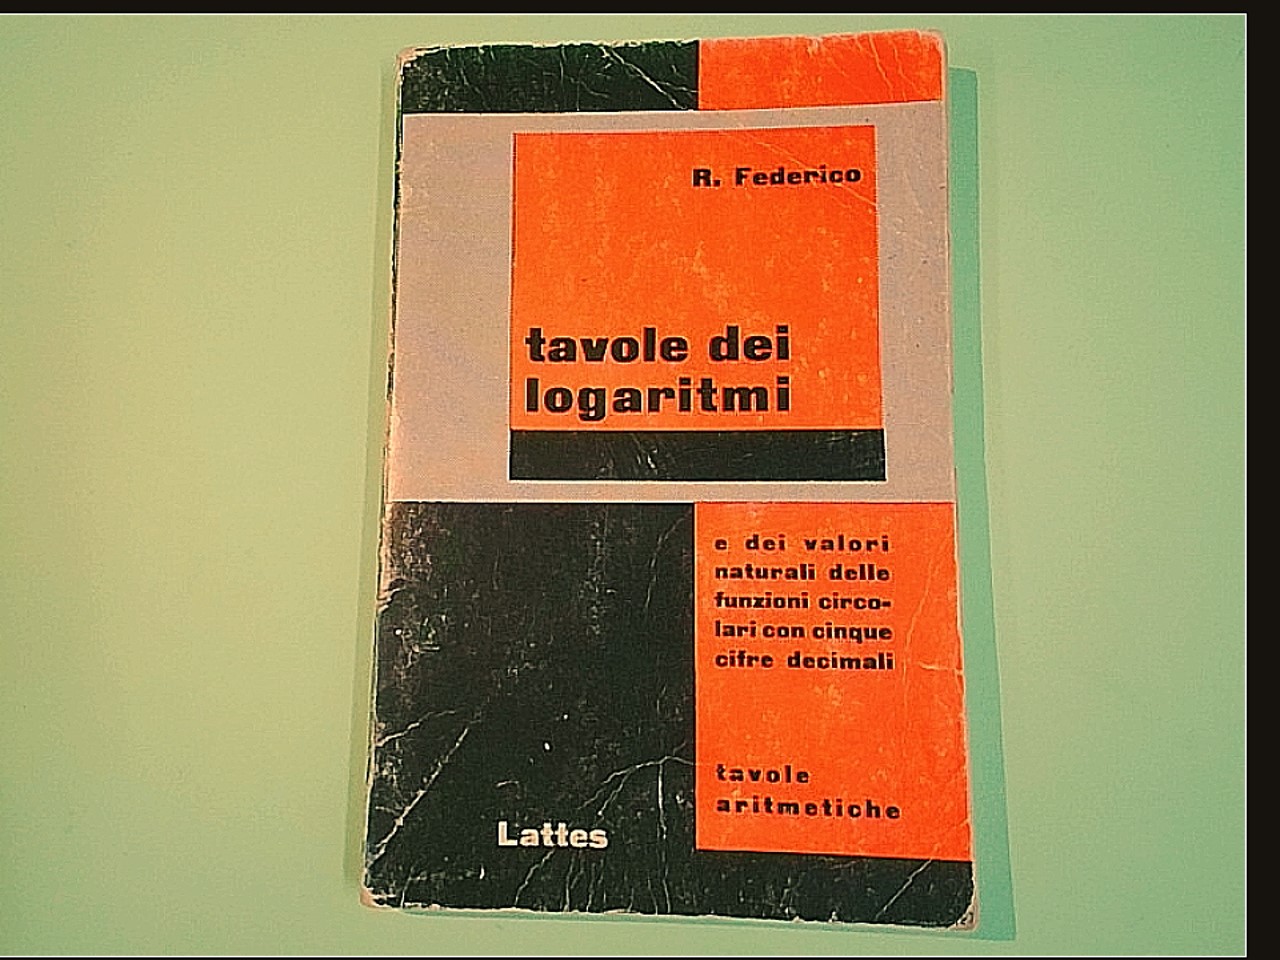 R. Federico
tavole dei
logaritmi
e dei valori
naturali delle
funzioni circo-
lari con cinque
cifre decimali
tavole
aritmetiche
Lattes